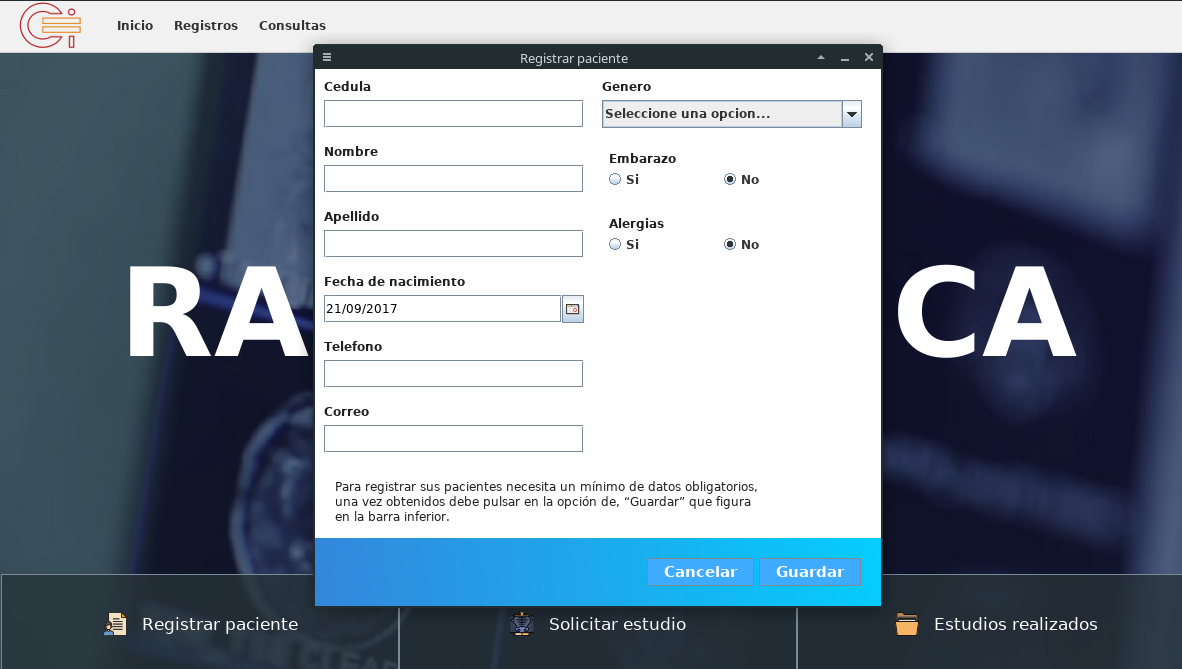 Inicio Registros Consultas
Registrar paciente
Cedula
Genero
Seleccione una opcion...
Nombre
Embarazo
Si No
Apellido
Alergias
Si No
RA
CA
Fecha de nacimiento
21/09/2017
Telefono
Correo
Para registrar sus pacientes necesita un mínimo de datos obligatorios,
una vez obtenidos debe pulsar en la opción de, “Guardar” que figura
en la barra inferior.
Cancelar Guardar
Registrar paciente Solicitar estudio Estudios realizados